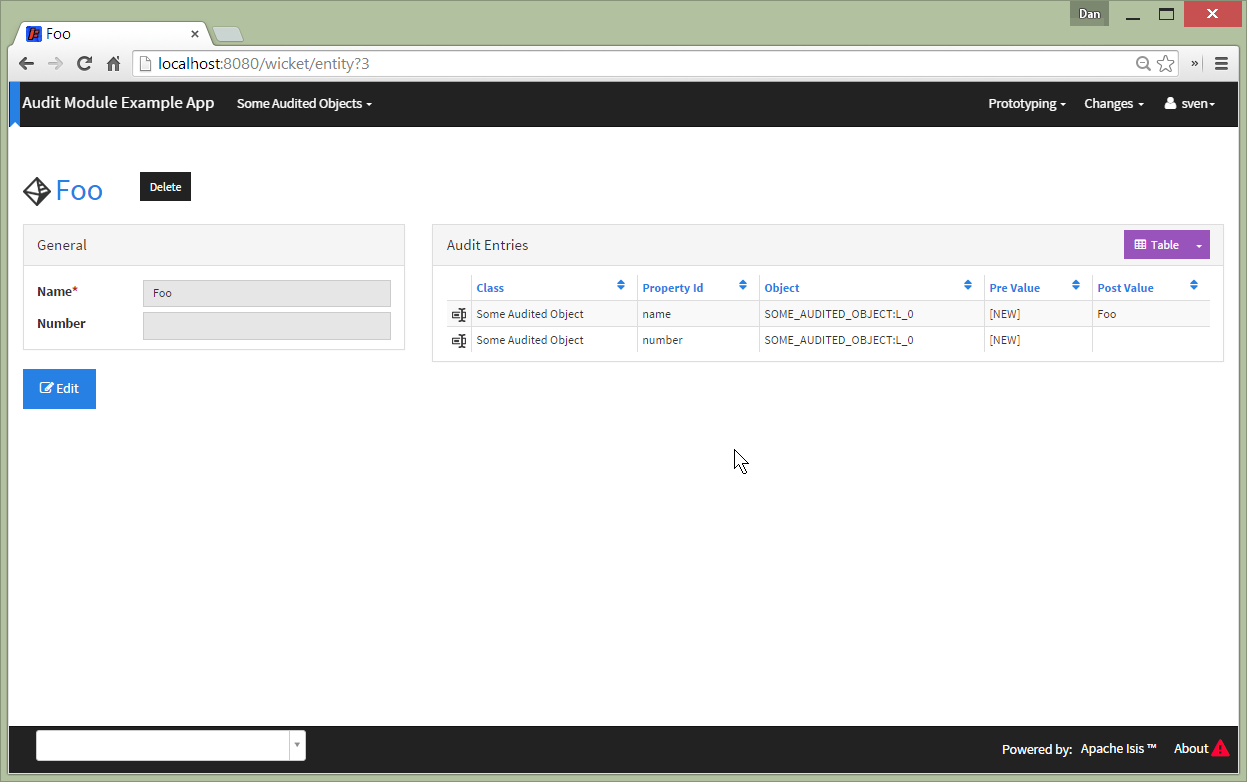 Dan
Foo
localhost:8080/wicket/entity?3
»
Audit Module Example App Some Audited Objects Prototyping Changes sven
Foo Delete
General
Name*
Foo
Number
Edit
Audit Entries Table
Class Property Id Object Pre Value Post Value
Some Audited Object name SOME_AUDITED_OBJECT:L_0 [NEW] Foo
Some Audited Object number SOME_AUDITED_OBJECT:L_0 [NEW]
Powered by: Apache Isis ™ About